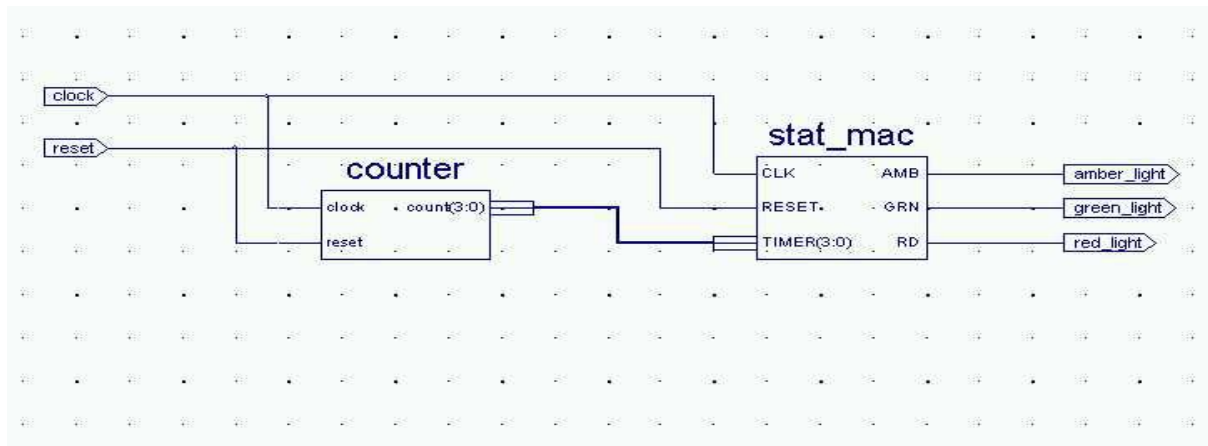 clock
reset
counter
clock count(3:0)
reset
stat_mac
CLK AMB
RESET GRN
TIMER(3:0) RD
amber_light
green_light
red_light